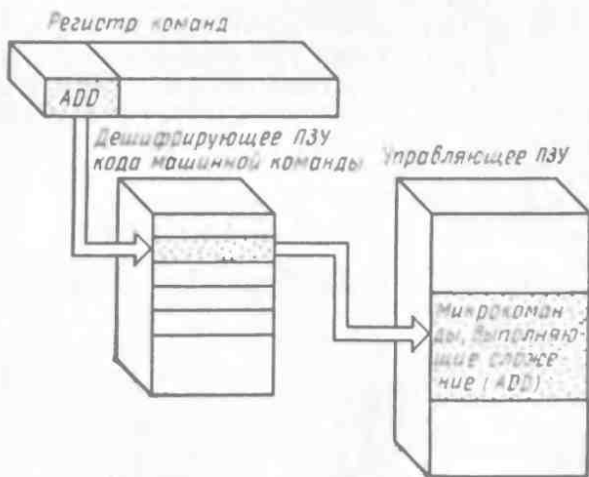 Регистр команд
ADD
Дешифрирующее ПЗУ
кода машинной команды
Управляющее ПЗУ
Микрокоман-
ды, выполняю-
щие сложе-
ние (ADD)